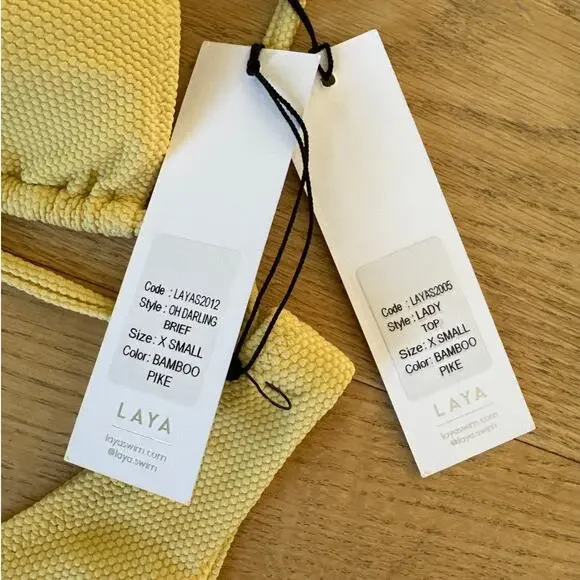 Code : LAYAS2012
Style : OH DARLING
BRIEF
Size: X SMALL
Color: BAMBOO
PIKE
LAYA
layaswim.com
@laya.swim
Code : LAYAS2005
Style : LADY
TOP
Size: X SMALL
Color: BAMBOO
PIKE
LAYA
layaswim.com
@laya.swim